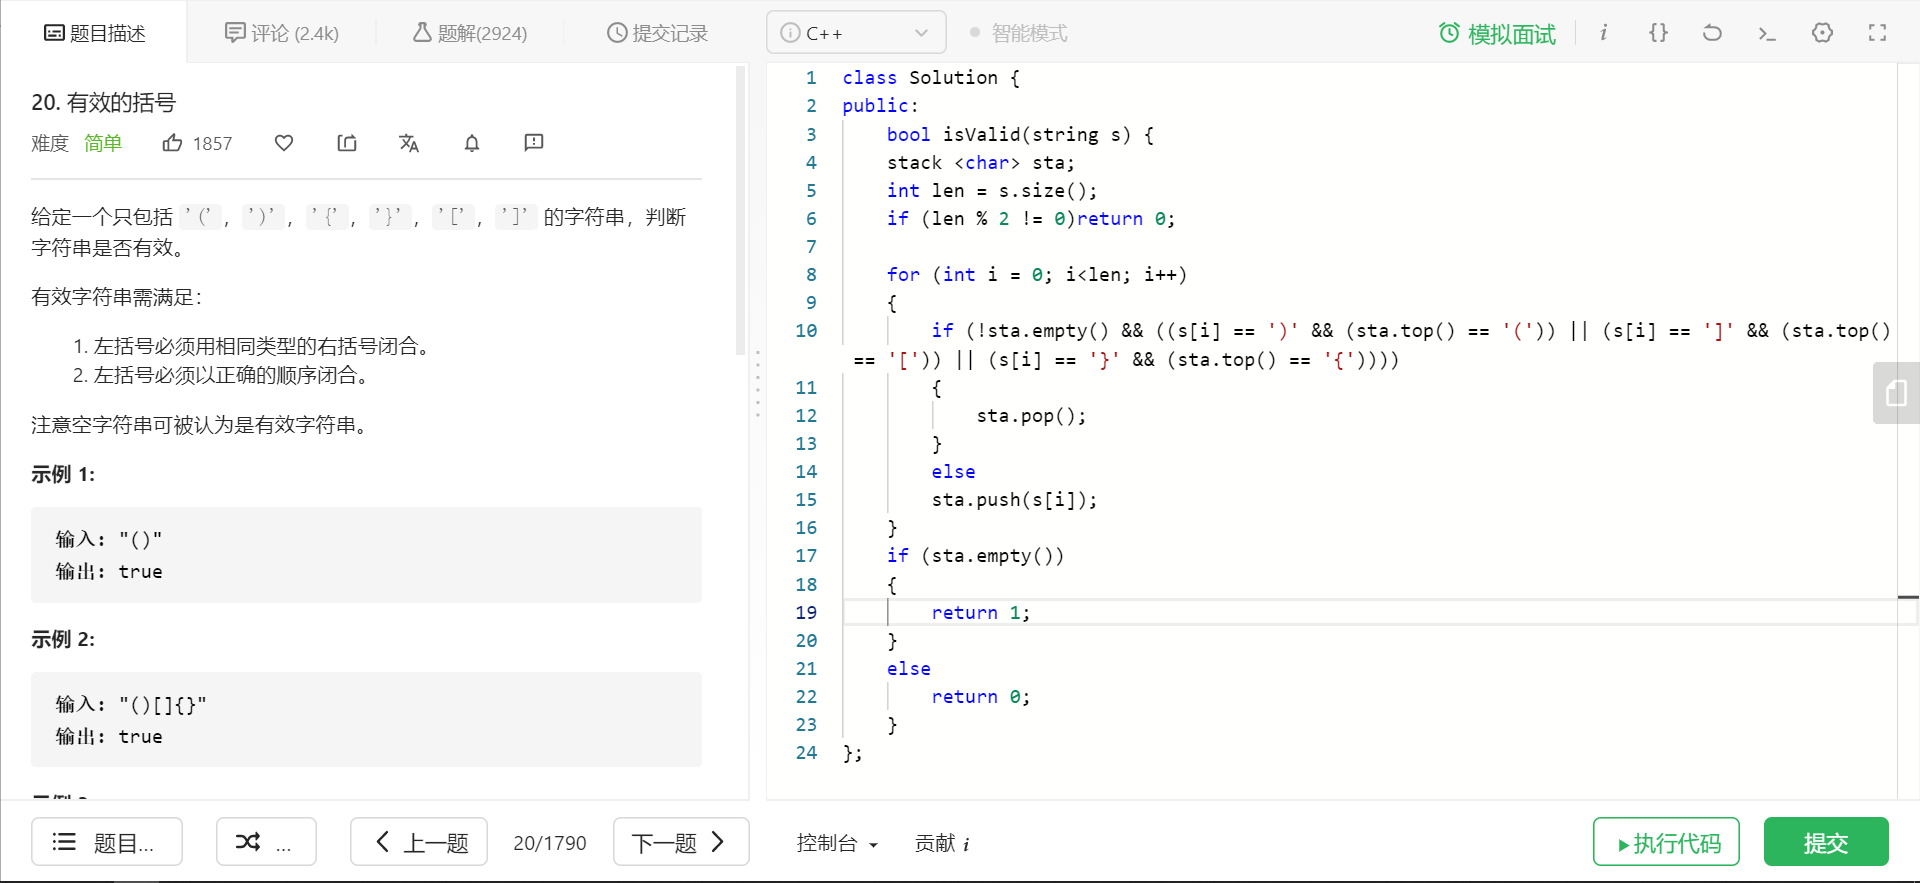 题目描述
评论 (2.4k)
题解(2924)
提交记录
C++
智能模式
模拟面试
20. 有效的括号
难度 简单 1857
给定一个只包括 '('，')'，'{'，'}'，'['，']' 的字符串，判断
字符串是否有效。
有效字符串需满足：
1. 左括号必须用相同类型的右括号闭合。
2. 左括号必须以正确的顺序闭合。
注意空字符串可被认为是有效字符串。
示例 1:
输入: "()"
输出: true
示例 2:
输入: "()[]{}"
输出: true
1 class Solution {
2 public:
3 bool isValid(string s) {
4 stack <char> sta;
5 int len = s.size();
6 if (len % 2 != 0)return 0;
7
8 for (int i = 0; i<len; i++)
9 {
10 if (!sta.empty() && ((s[i] == ')' && (sta.top() == '(')) || (s[i] == ']' && (sta.top()
== '[')) || (s[i] == '}' && (sta.top() == '{'))))
11 {
12 sta.pop();
13 }
14 else
15 sta.push(s[i]);
16 }
17 if (sta.empty())
18 {
19 return 1;
20 }
21 else
22 return 0;
23 }
24 };
题目...
...
上一题
20/1790
下一题
控制台
贡献 i
执行代码
提交